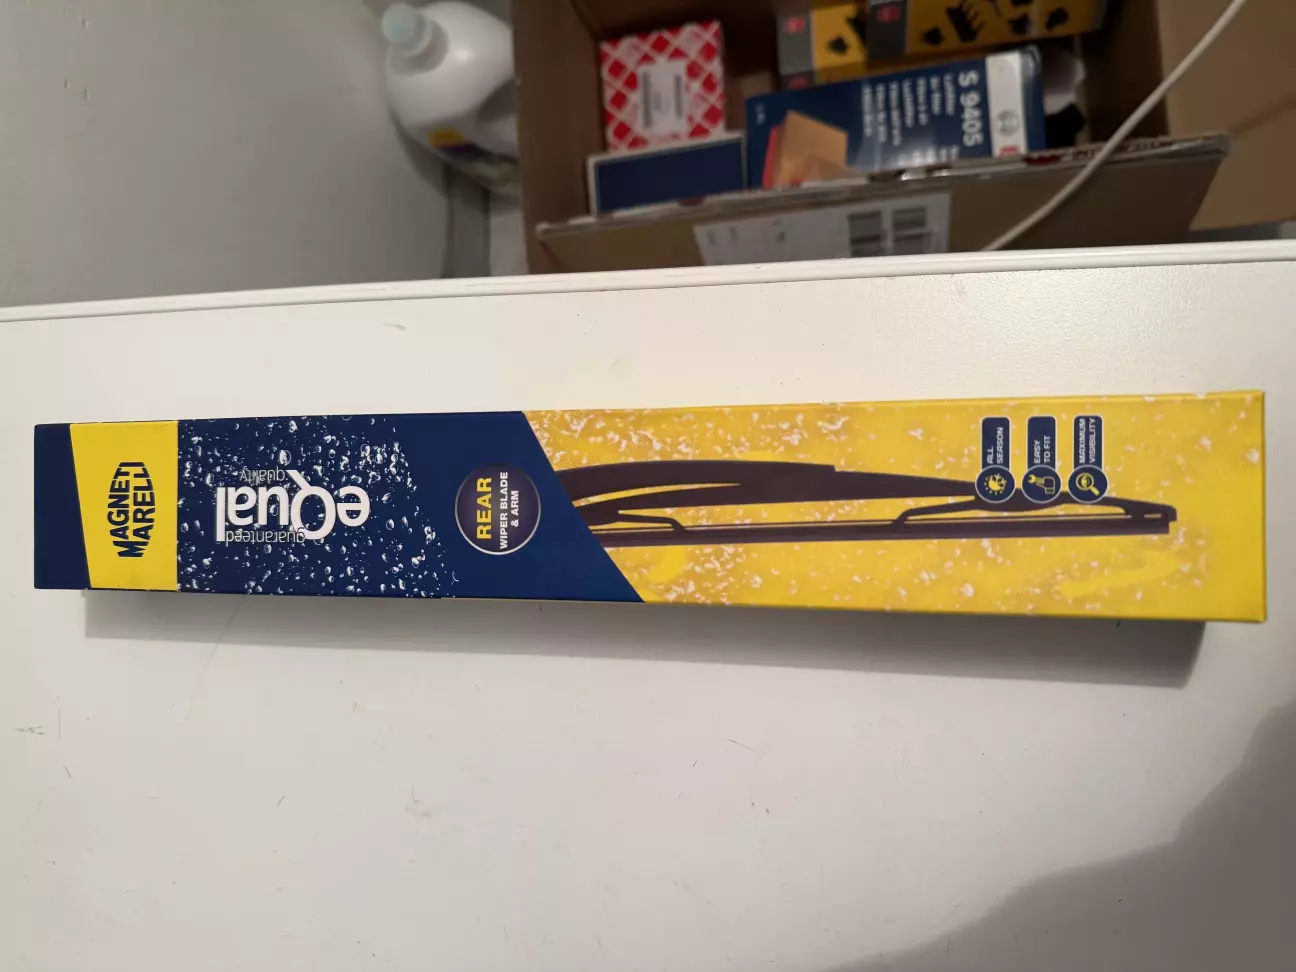 MAGNETI
MARELLI
guaranteed
eQual
quality
REAR
WIPER BLADE
& ARM
ALL
SEASON
EASY
TO FIT
MAXIMUM
VISIBILITY
S 9405